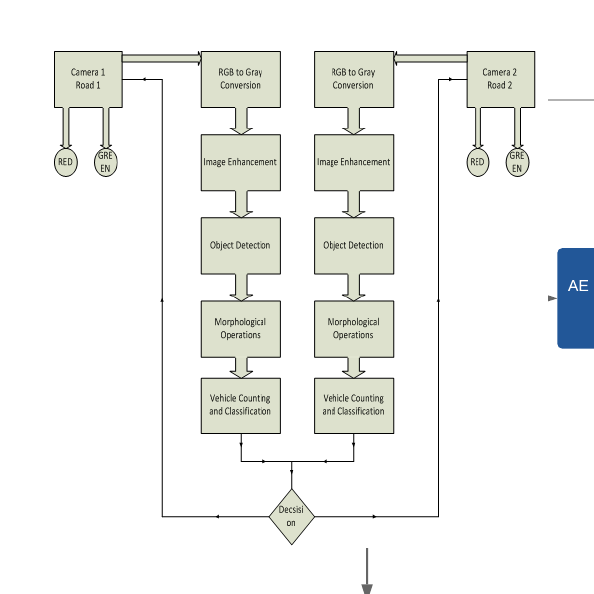 Camera 1
Road 1
RGB to Gray
Conversion
RGB to Gray
Conversion
Camera 2
Road 2
RED
GRE
EN
Image Enhancement
Image Enhancement
RED
GRE
EN
Object Detection
Object Detection
AE
Morphological
Operations
Morphological
Operations
Vehicle Counting
and Classification
Vehicle Counting
and Classification
Decsisi
on